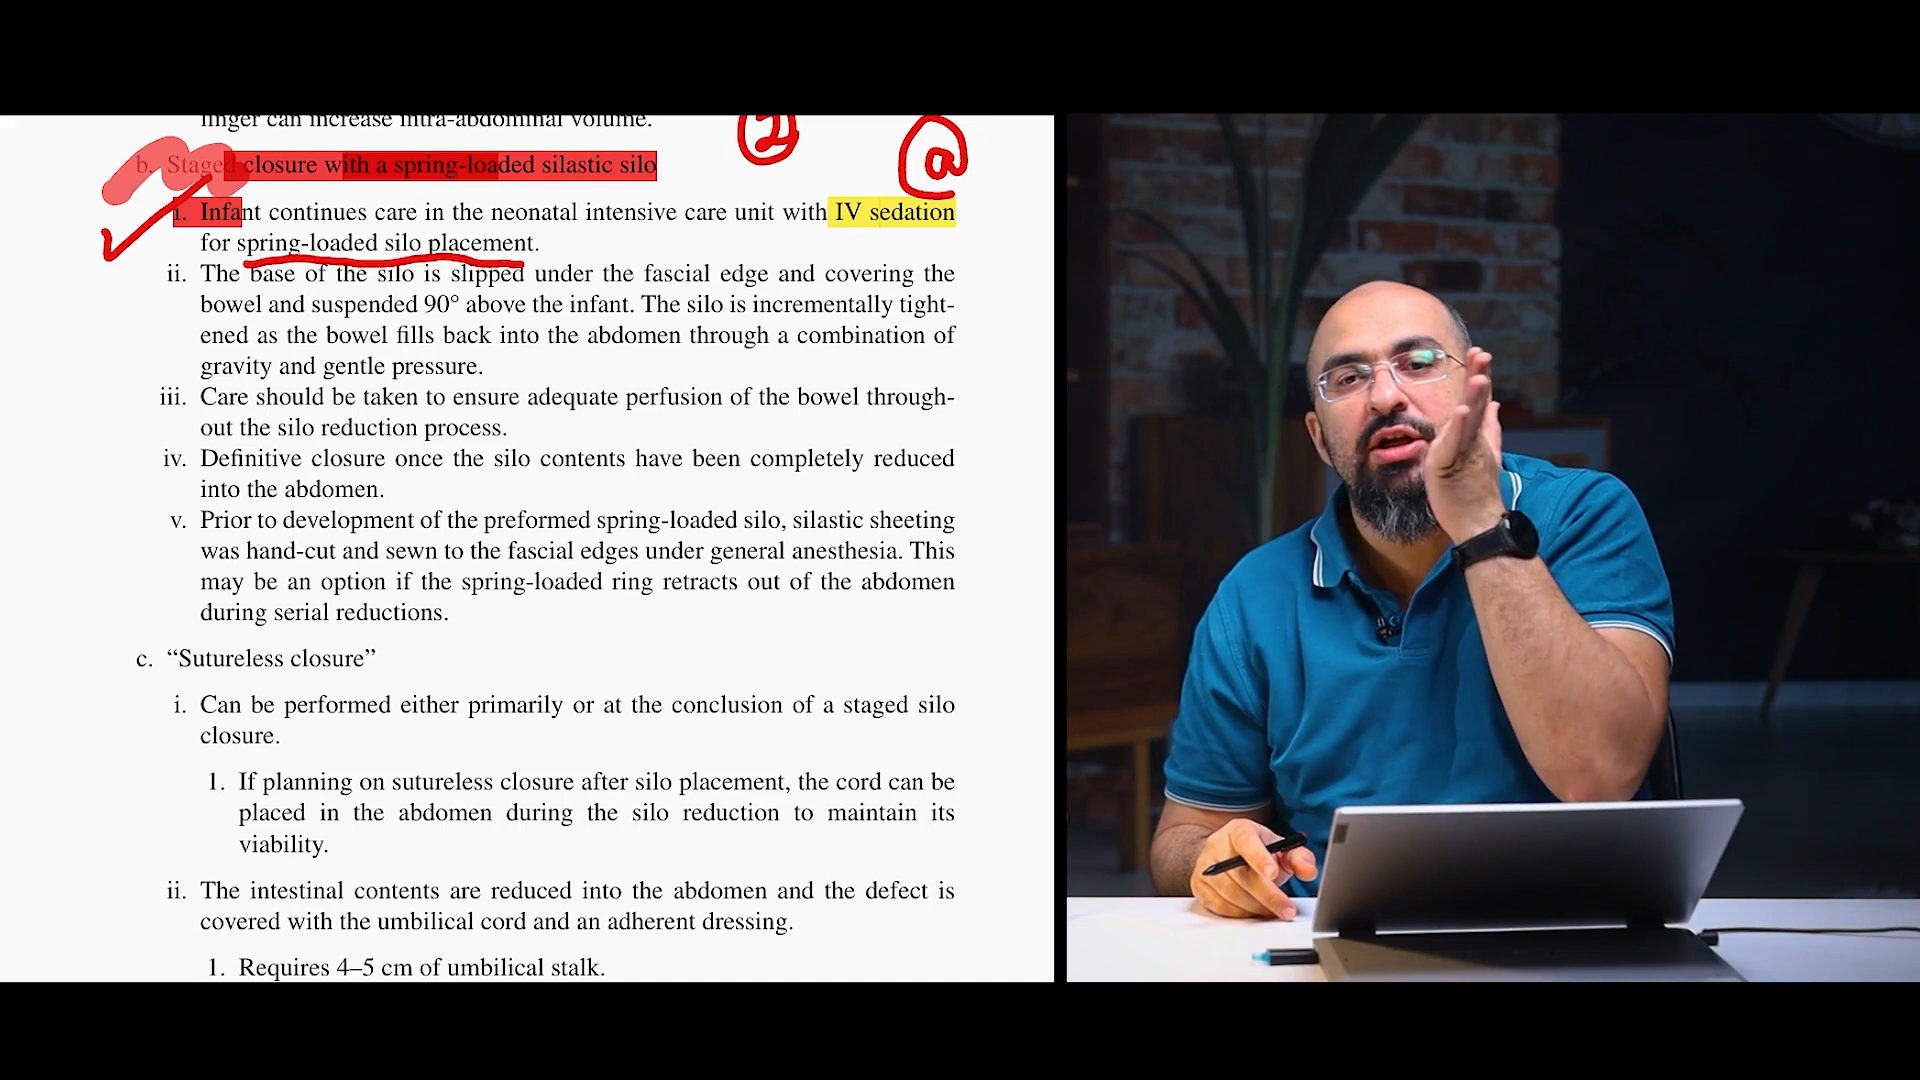 finger can increase intra-abdominal volume.
2
a
b. Staged closure with a spring-loaded silastic silo
i. Infant continues care in the neonatal intensive care unit with IV sedation
for spring-loaded silo placement.
ii. The base of the silo is slipped under the fascial edge and covering the
bowel and suspended 90° above the infant. The silo is incrementally tight-
ened as the bowel fills back into the abdomen through a combination of
gravity and gentle pressure.
iii. Care should be taken to ensure adequate perfusion of the bowel through-
out the silo reduction process.
iv. Definitive closure once the silo contents have been completely reduced
into the abdomen.
v. Prior to development of the preformed spring-loaded silo, silastic sheeting
was hand-cut and sewn to the fascial edges under general anesthesia. This
may be an option if the spring-loaded ring retracts out of the abdomen
during serial reductions.
c. “Sutureless closure”
i. Can be performed either primarily or at the conclusion of a staged silo
closure.
1. If planning on sutureless closure after silo placement, the cord can be
placed in the abdomen during the silo reduction to maintain its
viability.
ii. The intestinal contents are reduced into the abdomen and the defect is
covered with the umbilical cord and an adherent dressing.
1. Requires 4–5 cm of umbilical stalk.